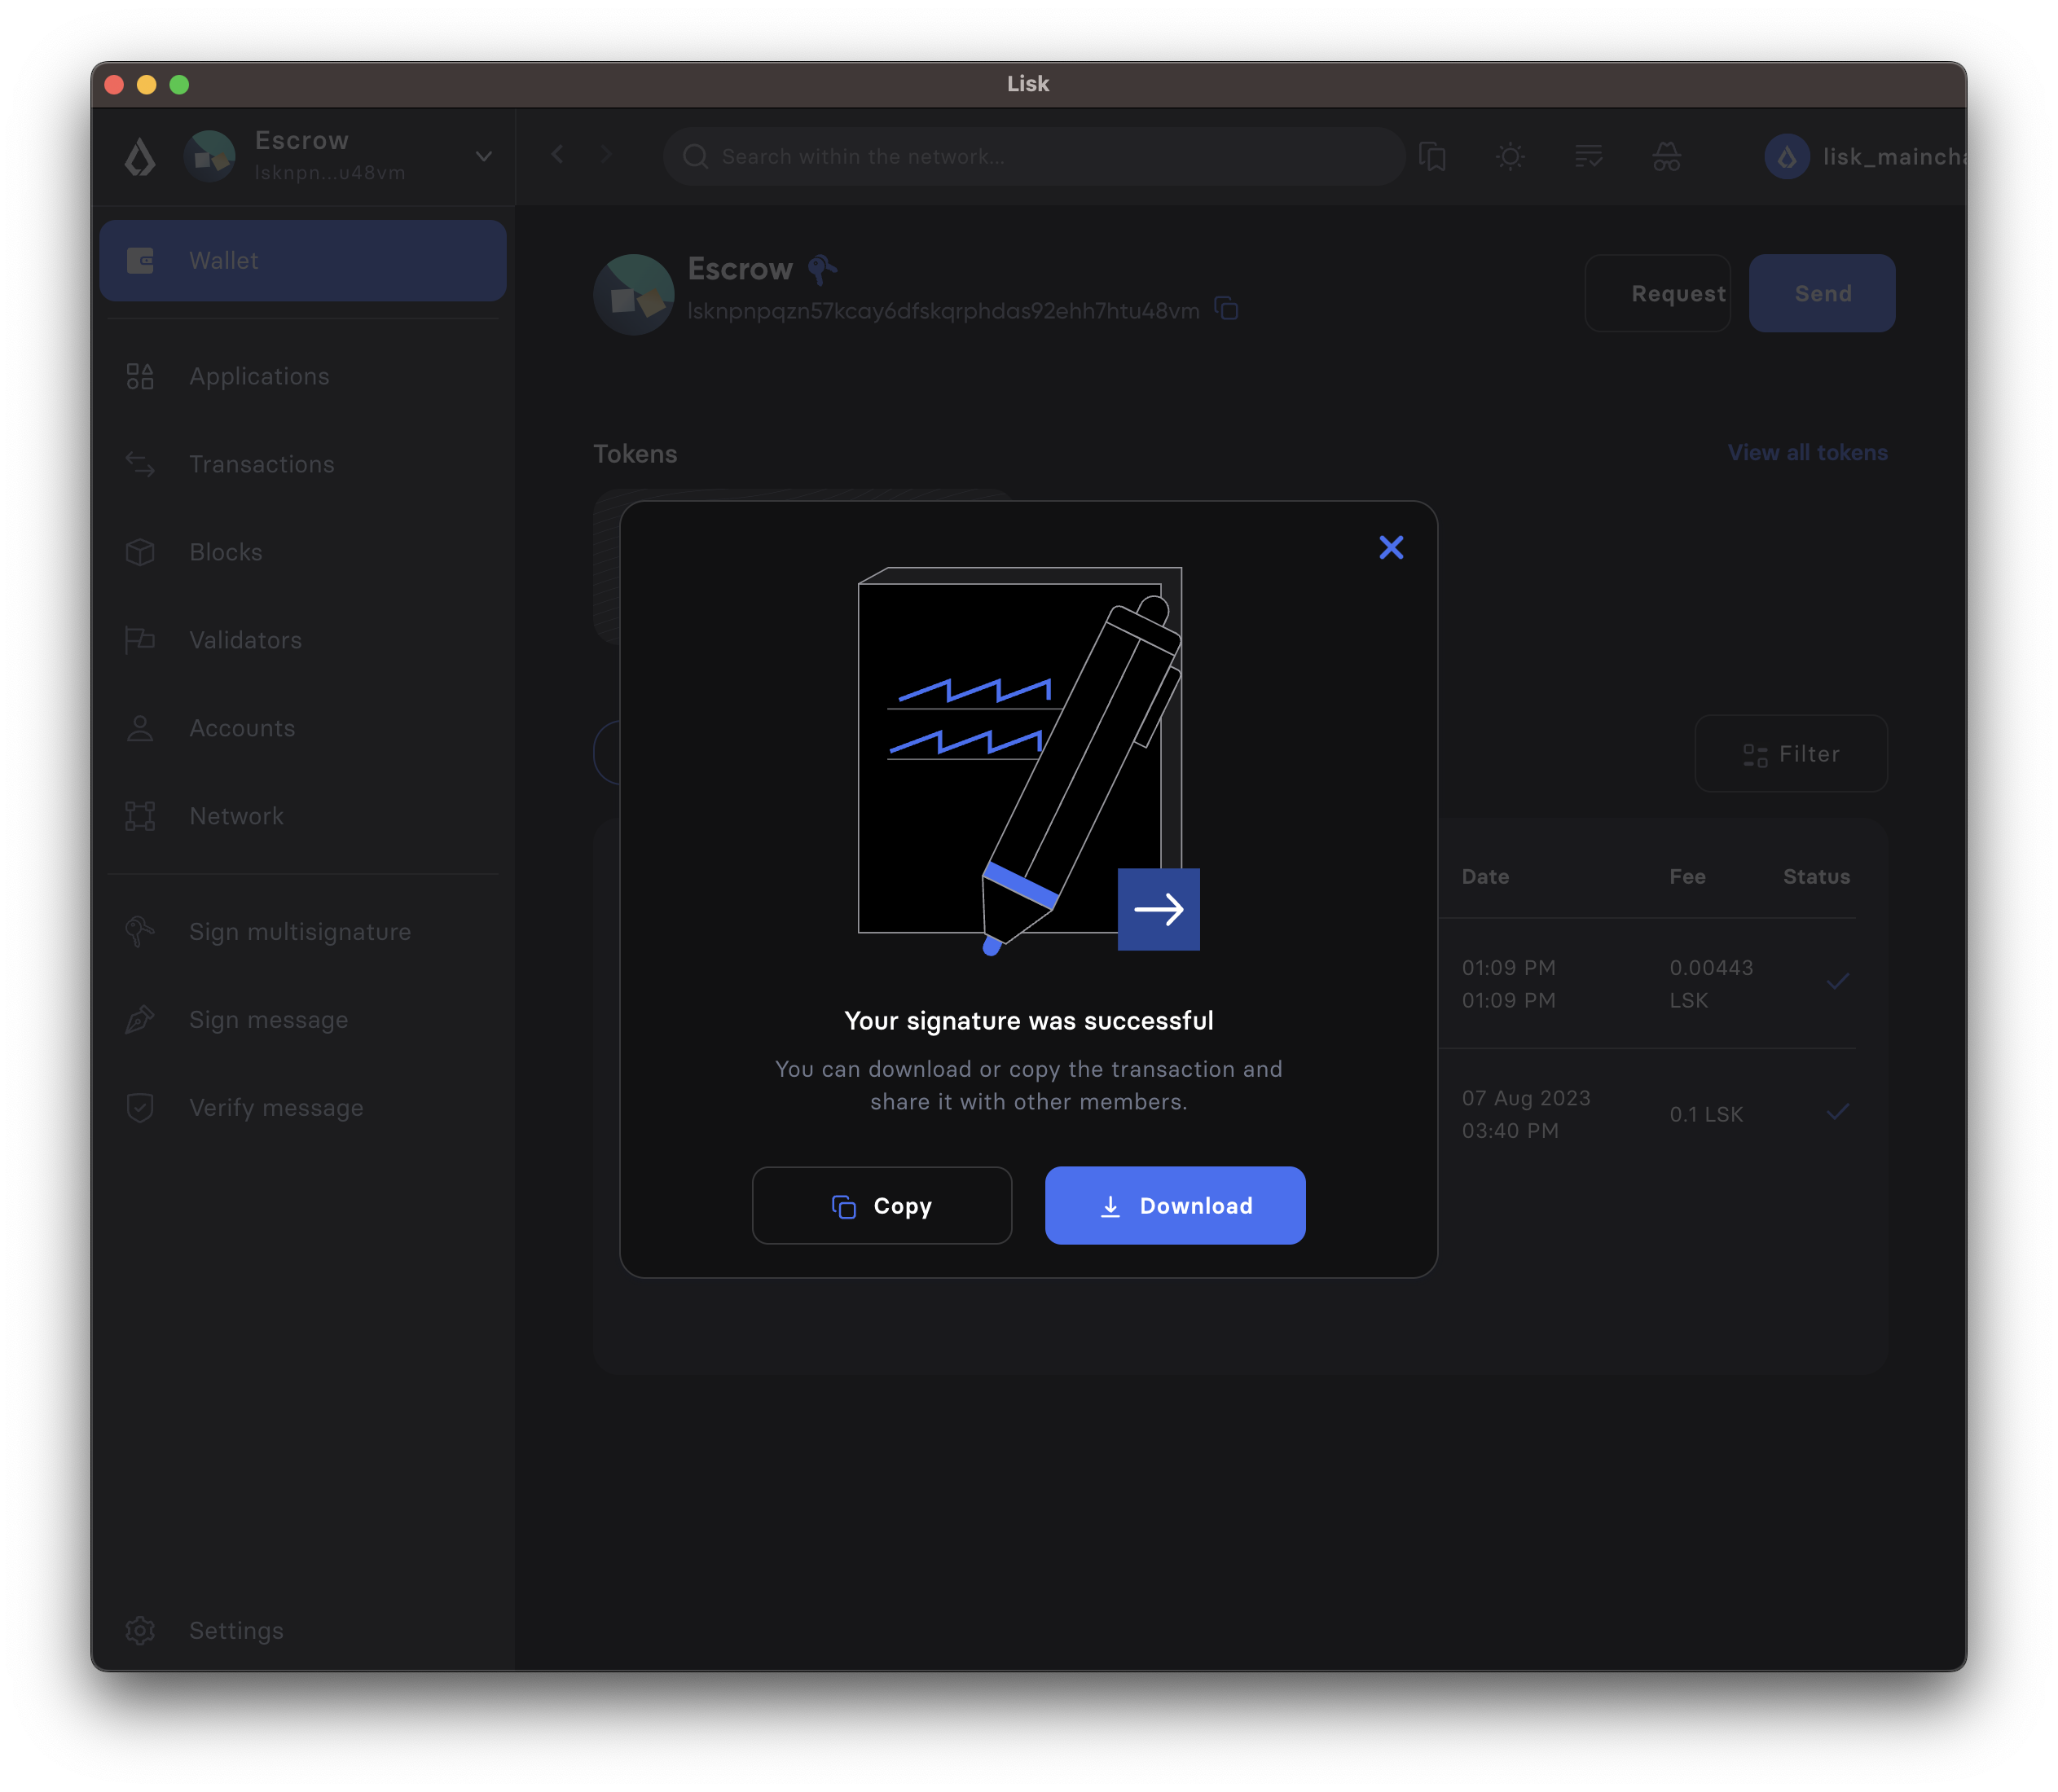 Lisk
Escrow
lsknpn...u48vm
Search within the network...
lisk_maincha
Wallet
Applications
Transactions
Blocks
Validators
Accounts
Network
Sign multisignature
Sign message
Verify message
Settings
Escrow
lsknpnpqzn57kcay6dfskqrphdas92ehh7htu48vm
Request
Send
Tokens
View all tokens
Filter
Date Fee Status
01:09 PM
01:09 PM
0.00443
LSK
07 Aug 2023
03:40 PM
0.1 LSK
Your signature was successful
You can download or copy the transaction and
share it with other members.
Copy
Download